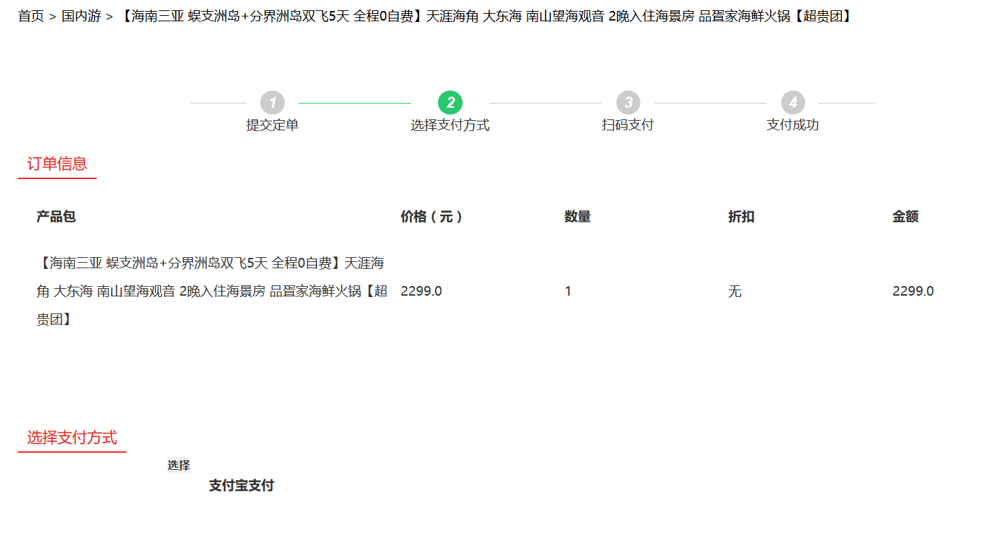 首页 > 国内游 > 【海南三亚 蜈支洲岛+分界洲岛双飞5天 全程0自费】天涯海角 大东海 南山望海观音 2晚入住海景房 品疍家海鲜火锅【超贵团】
1 2 3 4
提交定单 选择支付方式 扫码支付 支付成功
订单信息
产品包 价格（元） 数量 折扣 金额
【海南三亚 蜈支洲岛+分界洲岛双飞5天 全程0自费】天涯海
角 大东海 南山望海观音 2晚入住海景房 品疍家海鲜火锅【超 2299.0 1 无 2299.0
贵团】
选择支付方式
选择
支付宝支付